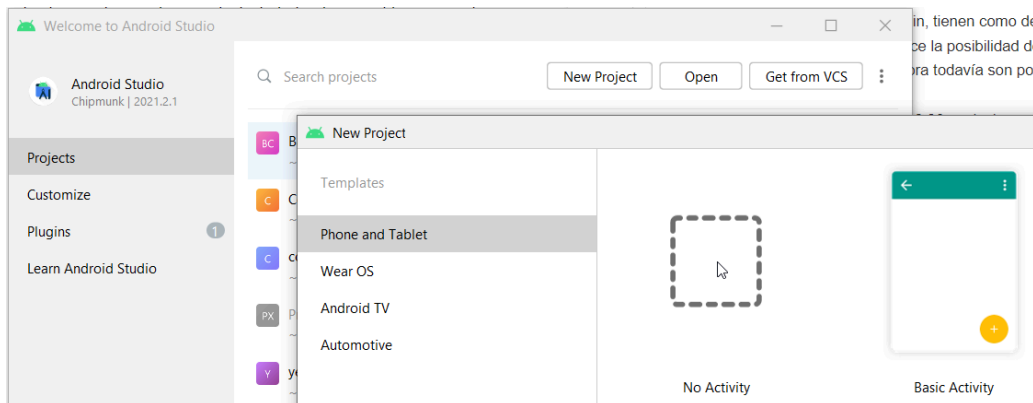 Welcome to Android Studio
in, tienen como de
ce la posibilidad de
ora todavía son po
Android Studio
Chipmunk | 2021.2.1
Search projects
New Project
Open
Get from VCS
Projects
Customize
Plugins
1
Learn Android Studio
BC
B
~
C
C
~
C
co
~
PX
P
~
Y
ye
~
New Project
Templates
Phone and Tablet
Wear OS
Android TV
Automotive
No Activity
Basic Activity